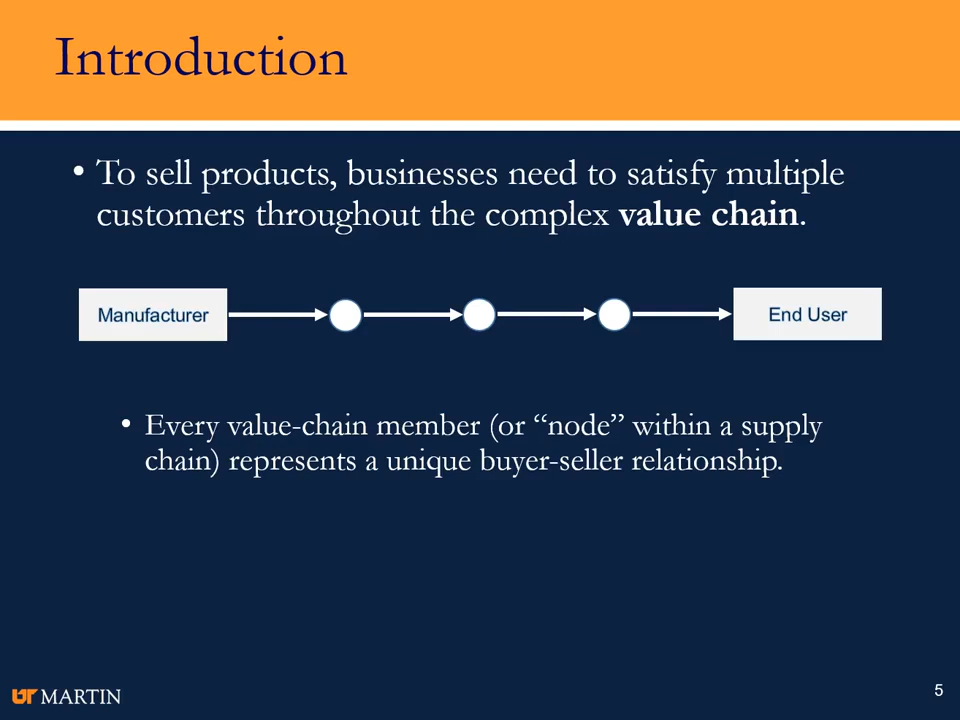 Introduction
• To sell products, businesses need to satisfy multiple
customers throughout the complex value chain.
Manufacturer
End User
• Every value-chain member (or “node” within a supply
chain) represents a unique buyer-seller relationship.
UT MARTIN
5